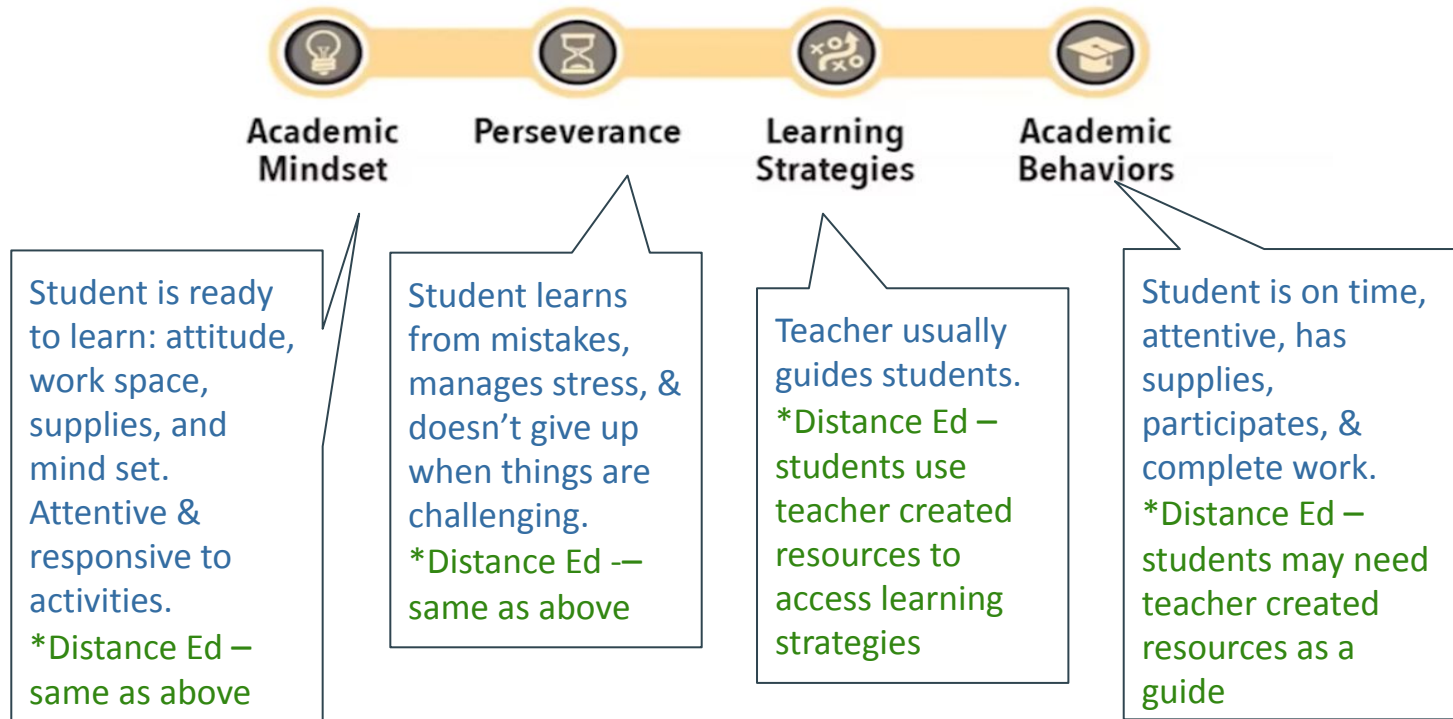 Academic
Mindset
Perseverance
Learning
Strategies
Academic
Behaviors
Student is ready
to learn: attitude,
work space,
supplies, and
mind set.
Attentive &
responsive to
activities.
*Distance Ed –
same as above
Student learns
from mistakes,
manages stress, &
doesn’t give up
when things are
challenging.
*Distance Ed -–
same as above
Teacher usually
guides students.
*Distance Ed –
students use
teacher created
resources to
access learning
strategies
Student is on time,
attentive, has
supplies,
participates, &
complete work.
*Distance Ed –
students may need
teacher created
resources as a
guide